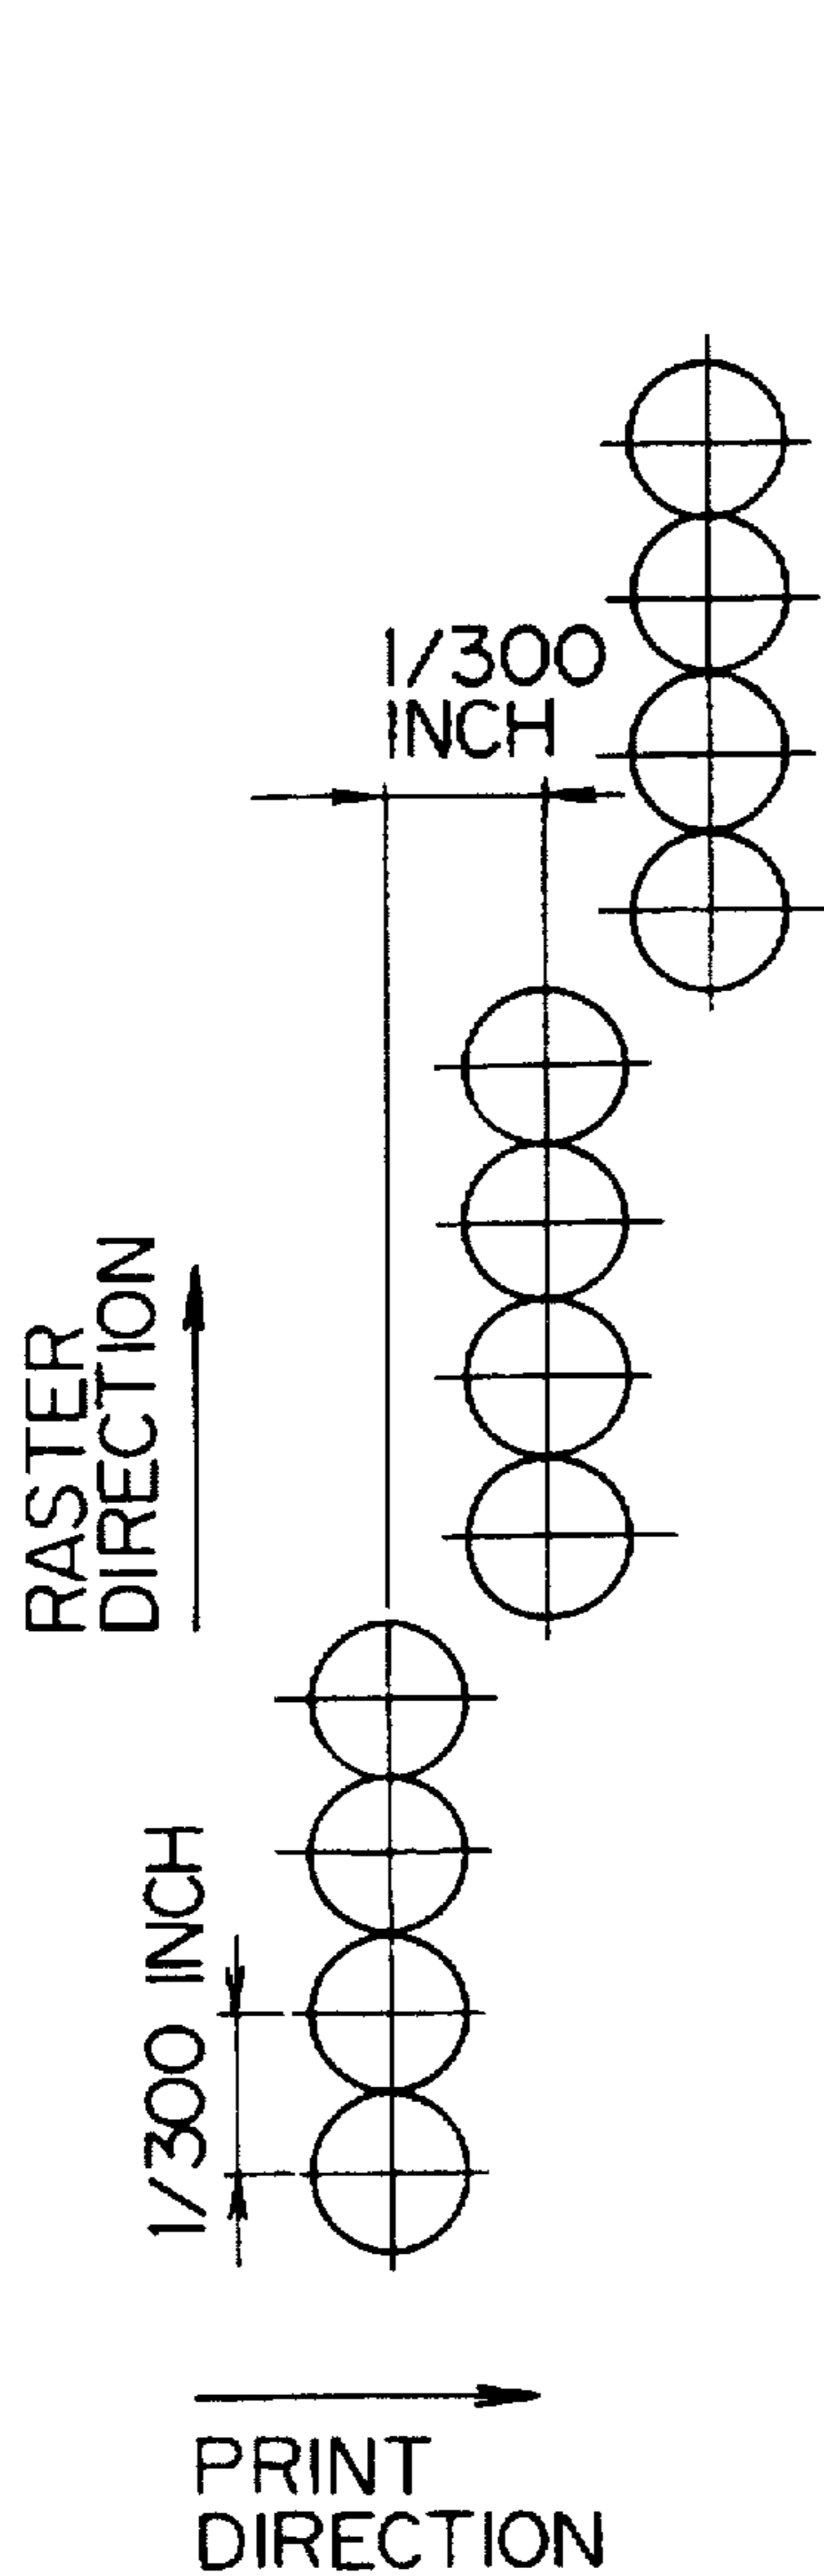 1/300
INCH
RASTER
DIRECTION
1/300 INCH
PRINT
DIRECTION